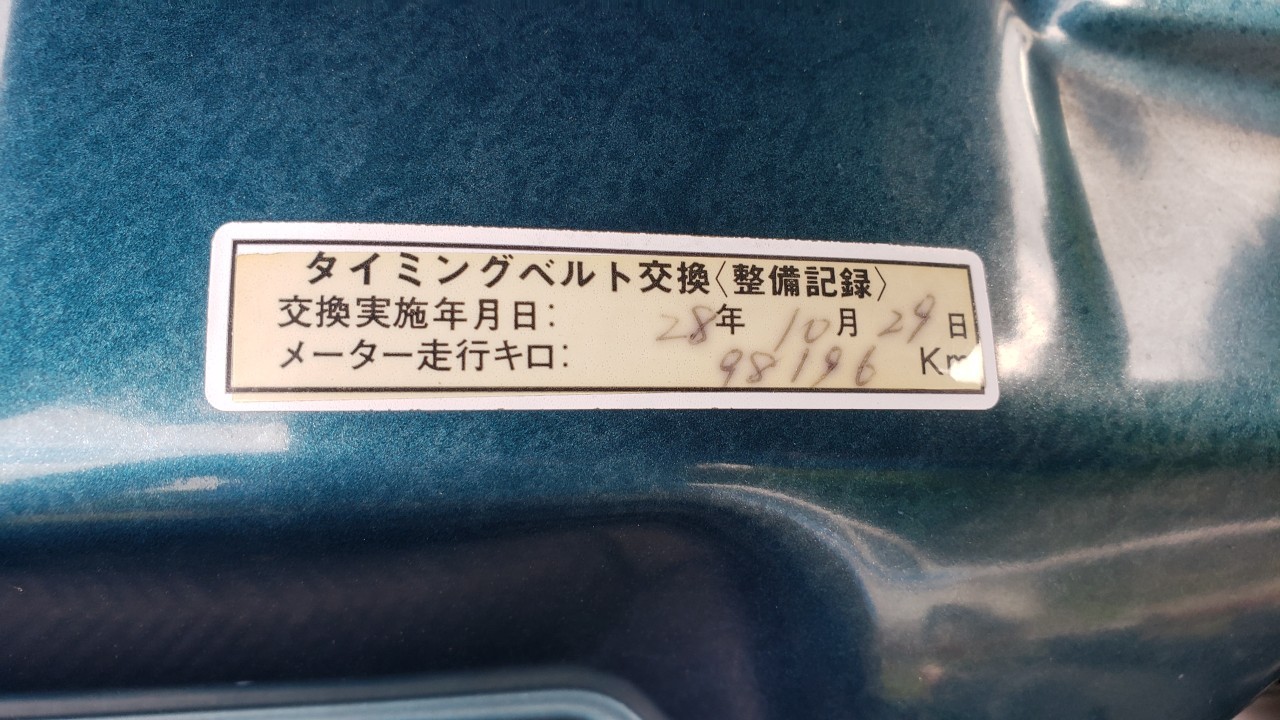 タイミングベルト交換〈整備記録〉
交換実施年月日: 28年 10月 29日
メーター走行キロ: 98196 Km